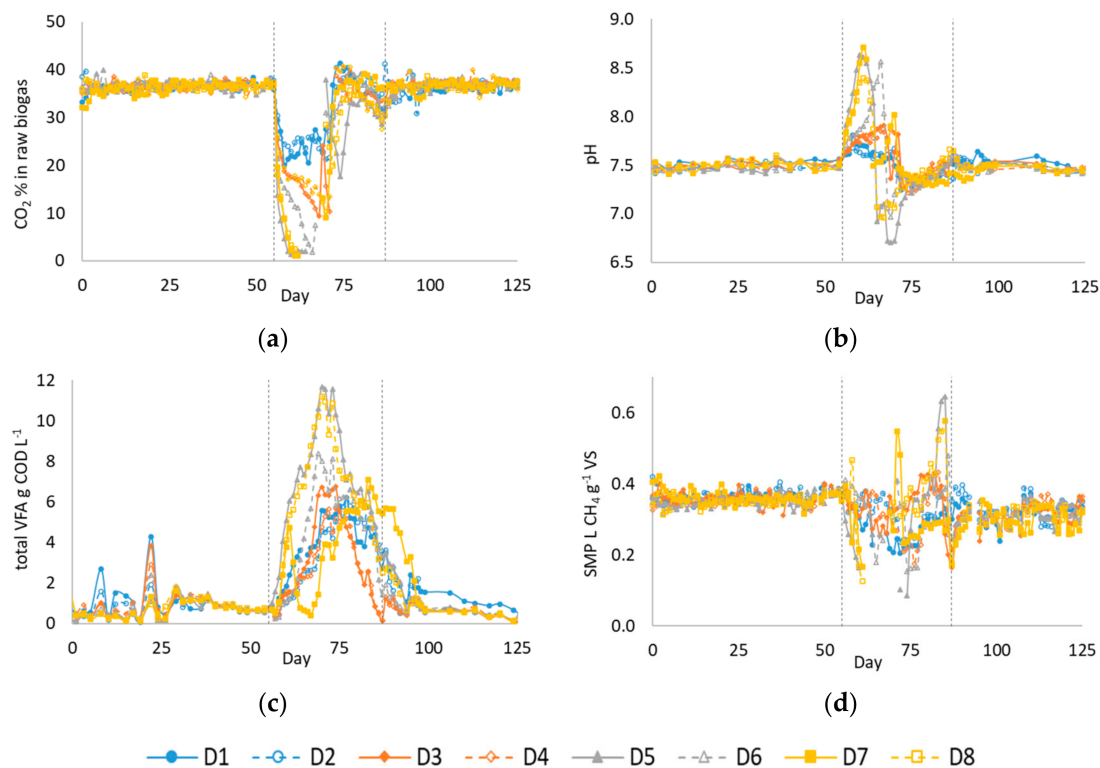 50
40
30
20
10
0
CO₂ % in raw biogas
0 25 50 75 100 125
Day
(a)
9.0
8.5
8.0
7.5
7.0
6.5
pH
0 25 50 75 100 125
Day
(b)
12
10
8
6
4
2
0
total VFA g COD L⁻¹
0 25 50 75 100 125
Day
(c)
0.6
0.4
0.2
0.0
SMP L CH₄ g⁻¹ VS
0 25 50 75 100 125
Day
(d)
D1 D2 D3 D4 D5 D6 D7 D8